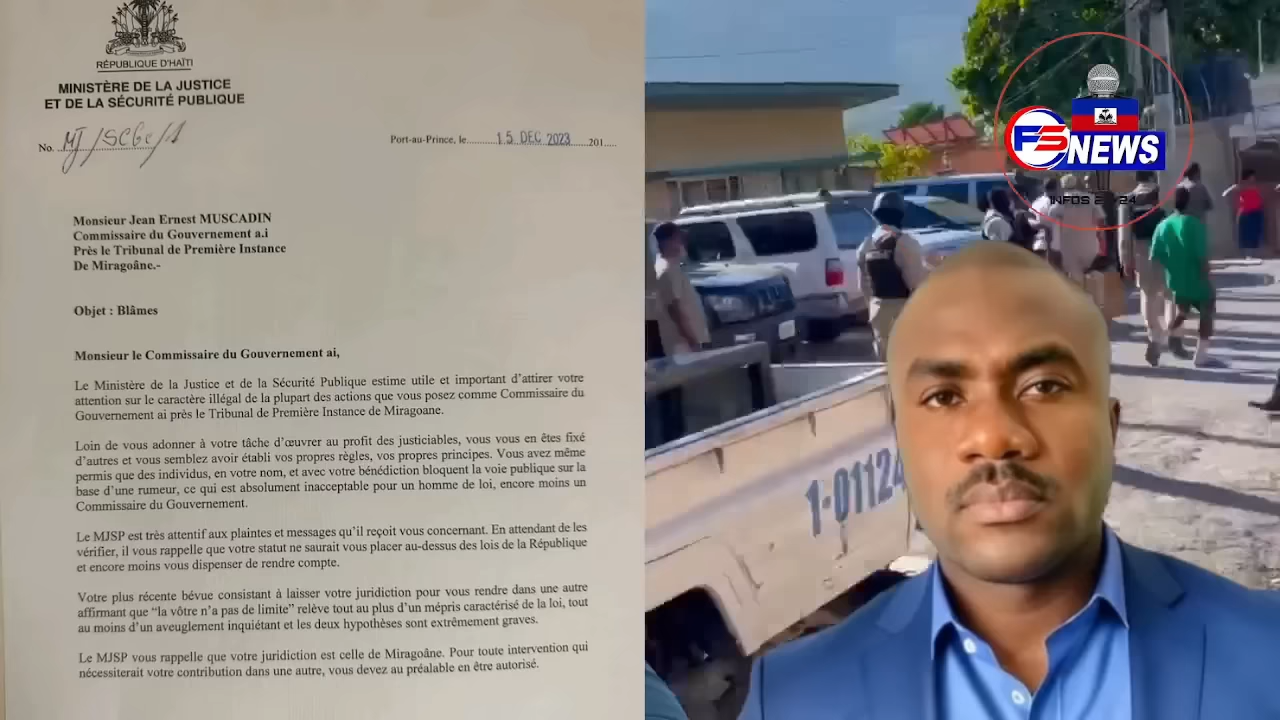 RÉPUBLIQUE D'HAÏTI
MINISTÈRE DE LA JUSTICE
ET DE LA SÉCURITÉ PUBLIQUE
No. MJ/SCGC/1
Port-au-Prince, le 15 DEC 2023 201.....
Monsieur Jean Ernest MUSCADIN
Commissaire du Gouvernement a.i
Près le Tribunal de Première Instance
De Miragoâne.-
Objet : Blâmes
Monsieur le Commissaire du Gouvernement ai,
Le Ministère de la Justice et de la Sécurité Publique estime utile et important d'attirer votre
attention sur le caractère illégal de la plupart des actions que vous posez comme Commissaire du
Gouvernement ai près le Tribunal de Première Instance de Miragoane.
Loin de vous adonner à votre tâche d'œuvrer au profit des justiciables, vous vous en êtes fixé
d'autres et vous semblez avoir établi vos propres règles, vos propres principes. Vous avez même
permis que des individus, en votre nom, et avec votre bénédiction bloquent la voie publique sur la
base d'une rumeur, ce qui est absolument inacceptable pour un homme de loi, encore moins un
Commissaire du Gouvernement.
Le MJSP est très attentif aux plaintes et messages qu'il reçoit vous concernant. En attendant de les
vérifier, il vous rappelle que votre statut ne saurait vous placer au-dessus des lois de la République
et encore moins vous dispenser de rendre compte.
Votre plus récente bévue consistant à laisser votre juridiction pour vous rendre dans une autre
affirmant que “la vôtre n'a pas de limite” relève tout au plus d'un mépris caractérisé de la loi, tout
au moins d'un aveuglement inquiétant et les deux hypothèses sont extrêmement graves.
Le MJSP vous rappelle que votre juridiction est celle de Miragoâne. Pour toute intervention qui
nécessiterait votre contribution dans une autre, vous devez au préalable en être autorisé.
FS NEWS
INFOS 24
1-01124